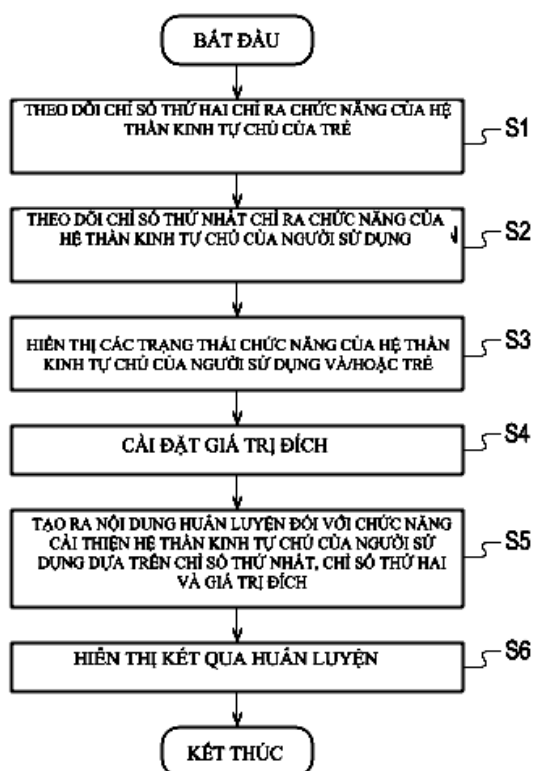 BẮT ĐẦU
THEO DÕI CHỈ SỐ THỨ HAI CHỈ RA CHỨC NĂNG CỦA HỆ
THẦN KINH TỰ CHỦ CỦA TRẺ
S1
THEO DÕI CHỈ SỐ THỨ NHẤT CHỈ RA CHỨC NĂNG CỦA
HỆ THẦN KINH TỰ CHỦ CỦA NGƯỜI SỬ DỤNG
S2
HIỂN THỊ CÁC TRẠNG THÁI CHỨC NĂNG CỦA HỆ THẦN
KINH TỰ CHỦ CỦA NGƯỜI SỬ DỤNG VÀ/HOẶC TRẺ
S3
CÀI ĐẶT GIÁ TRỊ ĐÍCH
S4
TẠO RA NỘI DUNG HUẤN LUYỆN ĐỐI VỚI CHỨC NĂNG
CẢI THIỆN HỆ THẦN KINH TỰ CHỦ CỦA NGƯỜI SỬ
DỤNG DỰA TRÊN CHỈ SỐ THỨ NHẤT, CHỈ SỐ THỨ HAI
VÀ GIÁ TRỊ ĐÍCH
S5
HIỂN THỊ KẾT QUẢ HUẤN LUYỆN
S6
KẾT THÚC